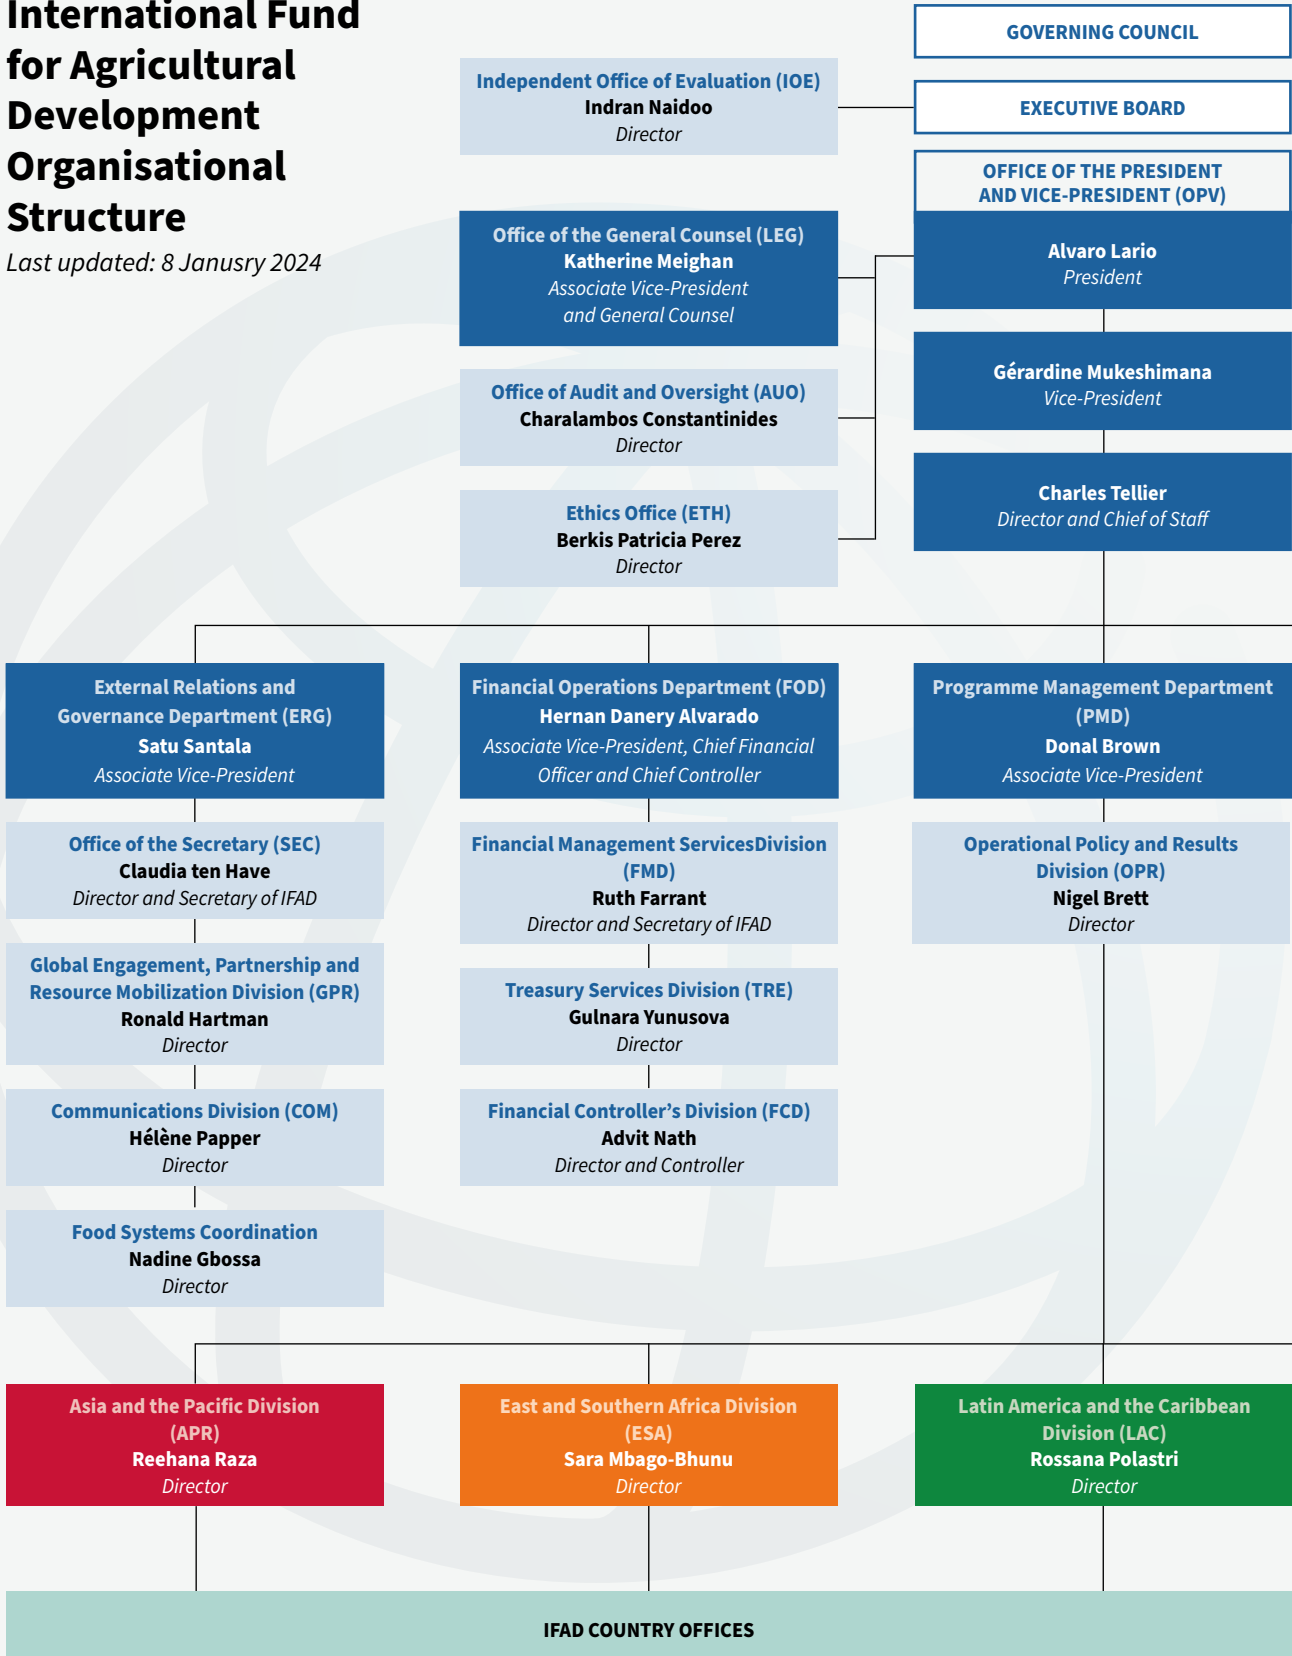 International Fund
for Agricultural
Development
Organisational
Structure
Last updated: 8 Janusry 2024
GOVERNING COUNCIL
Independent Office of Evaluation (IOE)
Indran Naidoo
Director
EXECUTIVE BOARD
OFFICE OF THE PRESIDENT
AND VICE-PRESIDENT (OPV)
Office of the General Counsel (LEG)
Katherine Meighan
Associate Vice-President
and General Counsel
Alvaro Lario
President
Gérardine Mukeshimana
Vice-President
Office of Audit and Oversight (AUO)
Charalambos Constantinides
Director
Charles Tellier
Director and Chief of Staff
Ethics Office (ETH)
Berkis Patricia Perez
Director
External Relations and
Governance Department (ERG)
Satu Santala
Associate Vice-President
Financial Operations Department (FOD)
Hernan Danery Alvarado
Associate Vice-President, Chief Financial
Officer and Chief Controller
Programme Management Department
(PMD)
Donal Brown
Associate Vice-President
Office of the Secretary (SEC)
Claudia ten Have
Director and Secretary of IFAD
Financial Management ServicesDivision
(FMD)
Ruth Farrant
Director and Secretary of IFAD
Operational Policy and Results
Division (OPR)
Nigel Brett
Director
Global Engagement, Partnership and
Resource Mobilization Division (GPR)
Ronald Hartman
Director
Treasury Services Division (TRE)
Gulnara Yunusova
Director
Communications Division (COM)
Hélène Papper
Director
Financial Controller’s Division (FCD)
Advit Nath
Director and Controller
Food Systems Coordination
Nadine Gbossa
Director
Asia and the Pacific Division
(APR)
Reehana Raza
Director
East and Southern Africa Division
(ESA)
Sara Mbago-Bhunu
Director
Latin America and the Caribbean
Division (LAC)
Rossana Polastri
Director
IFAD COUNTRY OFFICES